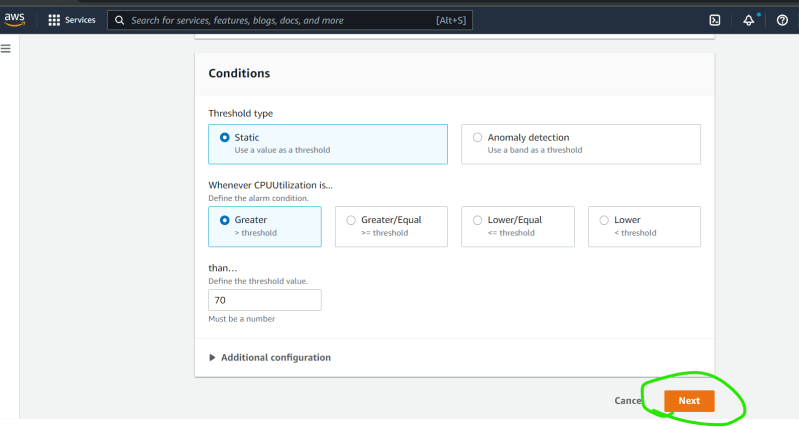 aws Services Search for services, features, blogs, docs, and more [Alt+S]
Conditions
Threshold type
Static
Use a value as a threshold
Anomaly detection
Use a band as a threshold
Whenever CPUUtilization is...
Define the alarm condition.
Greater
> threshold
Greater/Equal
>= threshold
Lower/Equal
<= threshold
Lower
< threshold
than...
Define the threshold value.
70
Must be a number
Additional configuration
Cancel Next